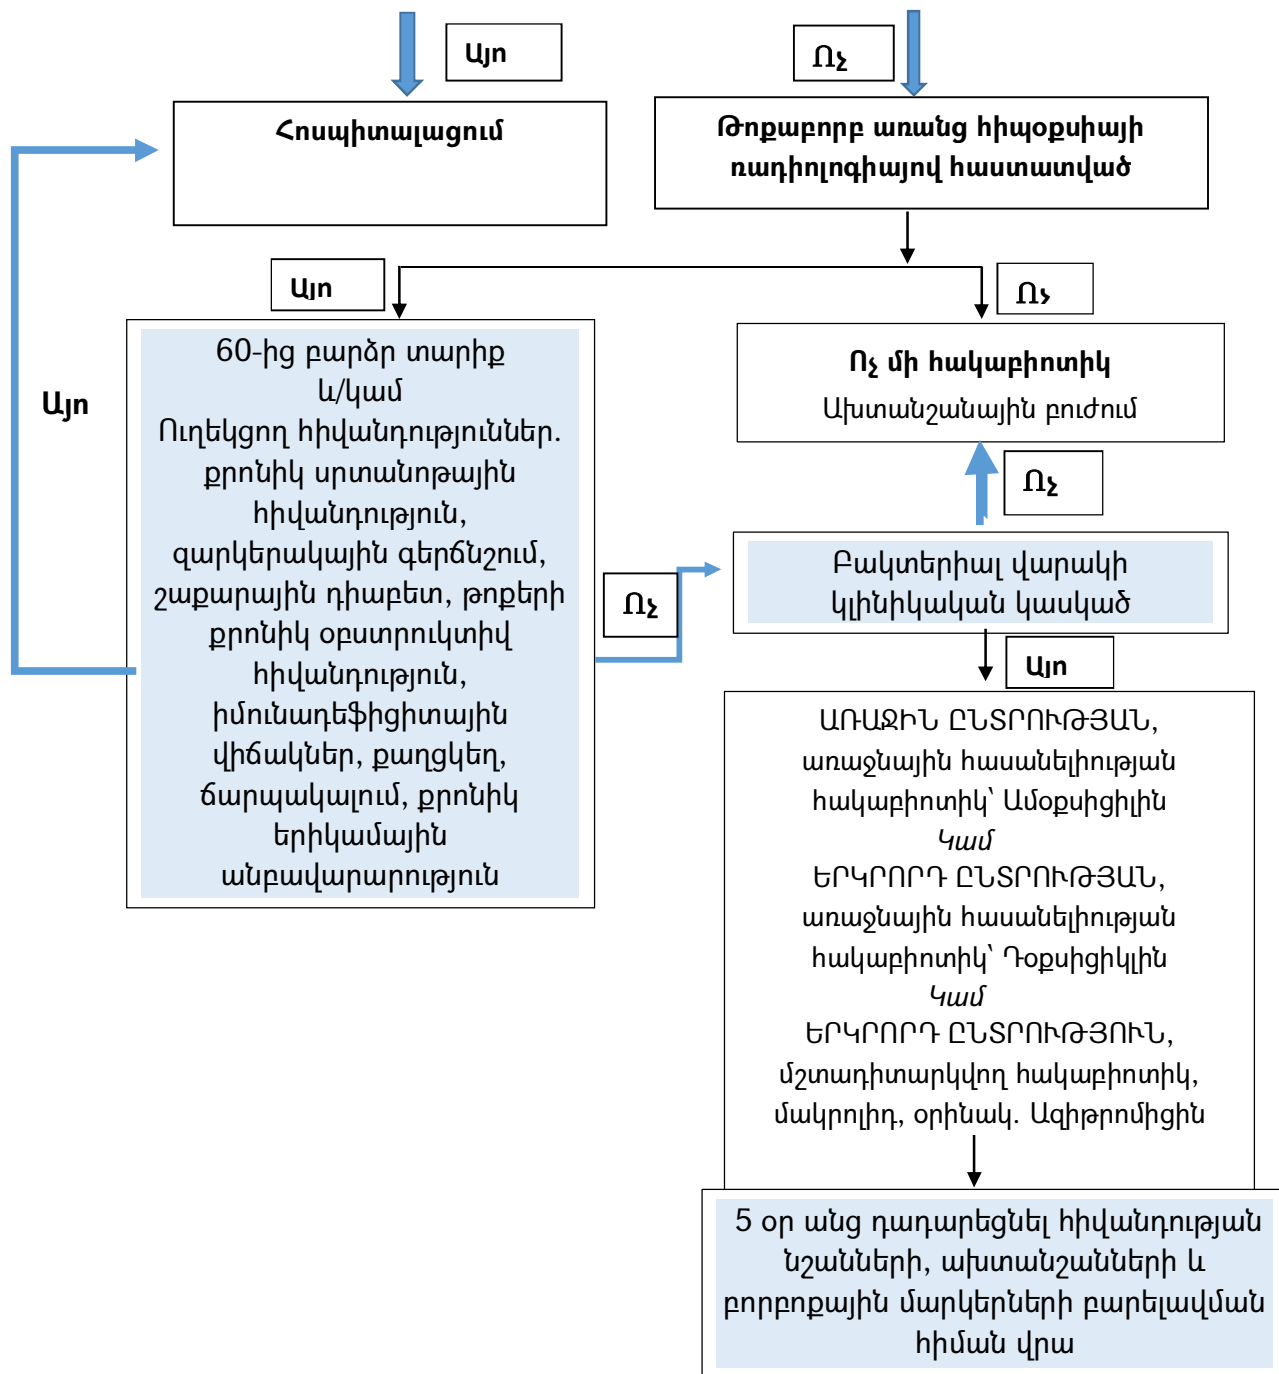 Այո
Ոչ
Հոսպիտալացում
Թոքաբորբ առանց հիպօքսիայի
ռադիոլոգիայով հաստատված
Այո
Ոչ
Այո
60-ից բարձր տարիք
և/կամ
Ուղեկցող հիվանդություններ.
քրոնիկ սրտանոթային
հիվանդություն,
զարկերակային գերճնշում,
շաքարային դիաբետ, թոքերի
քրոնիկ օբստրուկտիվ
հիվանդություն,
իմունադեֆիցիտային
վիճակներ, քաղցկեղ,
ճարպակալում, քրոնիկ
երիկամային
անբավարարություն
Ոչ մի հակաբիոտիկ
Ախտանշանային բուժում
Ոչ
Ոչ
Բակտերիալ վարակի
կլինիկական կասկած
Այո
ԱՌԱՋԻՆ ԸՆՏՐՈՒԹՅԱՆ,
առաջնային հասանելիության
հակաբիոտիկ՝ Ամօքսիցիլին
Կամ
ԵՐԿՐՈՐԴ ԸՆՏՐՈՒԹՅԱՆ,
առաջնային հասանելիության
հակաբիոտիկ՝ Դօքսիցիկլին
Կամ
ԵՐԿՐՈՐԴ ԸՆՏՐՈՒԹՅՈՒՆ,
մշտադիտարկվող հակաբիոտիկ,
մակրոլիդ, օրինակ. Ազիթրոմիցին
5 օր անց դադարեցնել հիվանդության
նշանների, ախտանշանների և
բորբոքային մարկերների բարելավման
հիման վրա